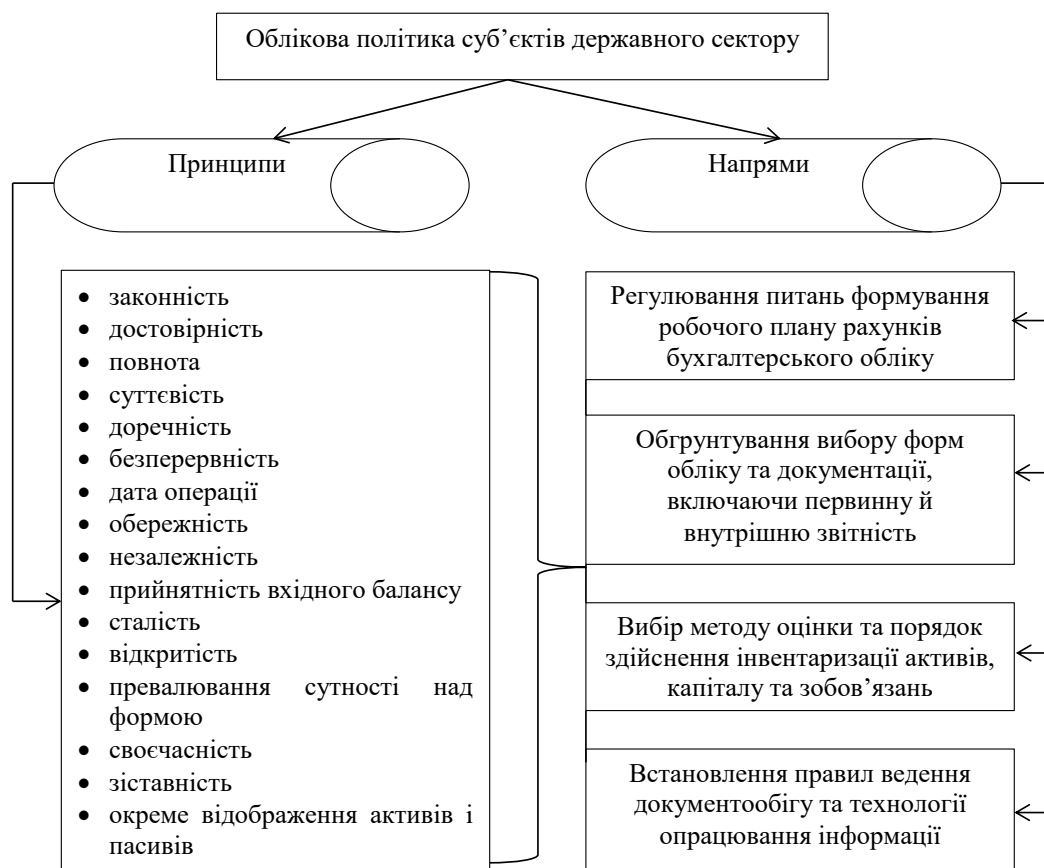 Облікова політика суб’єктів державного сектору
Принципи
Напрями
• законність
• достовірність
• повнота
• суттєвість
• доречність
• безперервність
• дата операції
• обережність
• незалежність
• прийнятність вхідного балансу
• сталість
• відкритість
• превалювання сутності над
формою
• своєчасність
• зіставність
• окреме відображення активів і
пасивів
Регулювання питань формування
робочого плану рахунків
бухгалтерського обліку
Обгрунтування вибору форм
обліку та документації,
включаючи первинну й
внутрішню звітність
Вибір методу оцінки та порядок
здійснення інвентаризації активів,
капіталу та зобов’язань
Встановлення правил ведення
документообігу та технології
опрацювання інформації